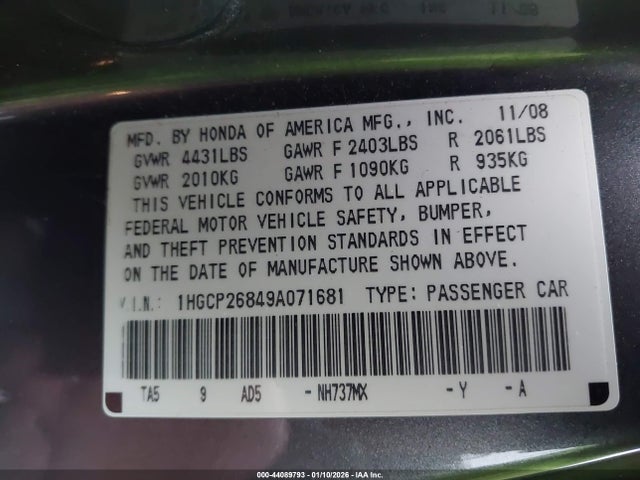 MFD. BY HONDA OF AMERICA MFG., INC. 11/08
GVWR 4431LBS GAWR F 2403LBS R 2061LBS
GVWR 2010KG GAWR F 1090KG R 935KG
THIS VEHICLE CONFORMS TO ALL APPLICABLE
FEDERAL MOTOR VEHICLE SAFETY, BUMPER,
AND THEFT PREVENTION STANDARDS IN EFFECT
ON THE DATE OF MANUFACTURE SHOWN ABOVE.
V.I.N.: 1HGCP26849A071681 TYPE: PASSENGER CAR
TA5 9 AD5 -NH737MX -Y -A
000-44089793 - 01/10/2026 - IAA Inc.